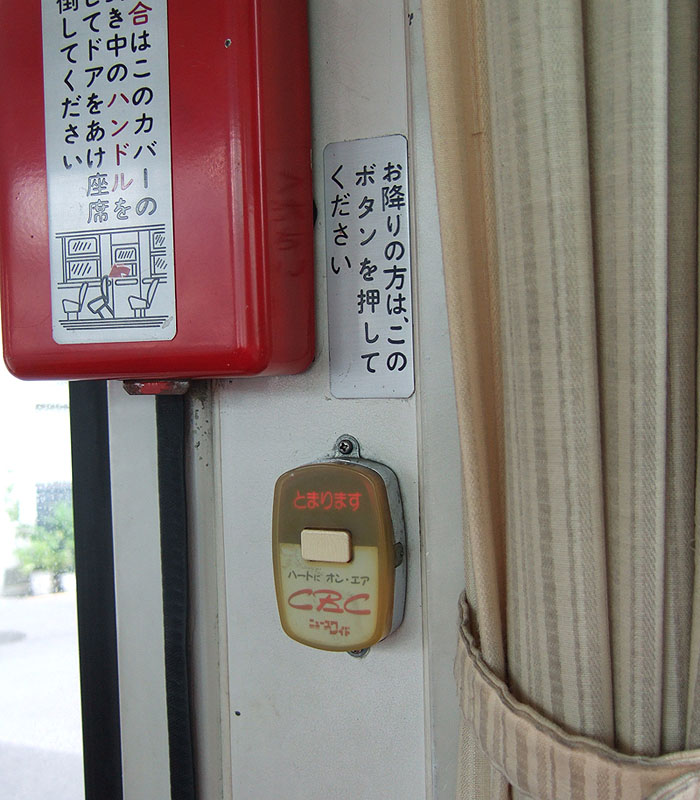 合はこのカバーの
き中のハンドルを
してドアをあけ座席
倒してください
お降りの方は、この
ボタンを押して
ください
とまります
ハートに オン・エア
CBC
ニュースワイド